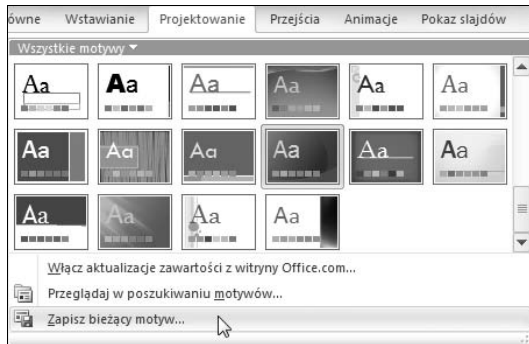 ówne Wstawianie Projektowanie Przejścia Animacje Pokaz slajdów
Wszystkie motywy
Aa Aa Aa Aa Aa Aa
Aa Aa Aa Aa Aa Aa
Aa Aa Aa Aa
Włącz aktualizacje zawartości z witryny Office.com...
Przeglądaj w poszukiwaniu motywów...
Zapisz bieżący motyw...